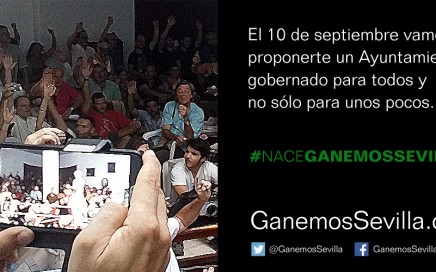 El 10 de septiembre vamo
proponerte un Ayuntamie
gobernado para todos y
no sólo para unos pocos.
#NACEGANEMOSSEVIL
GanemosSevilla.c
@GanemosSevilla GanemosSevilla